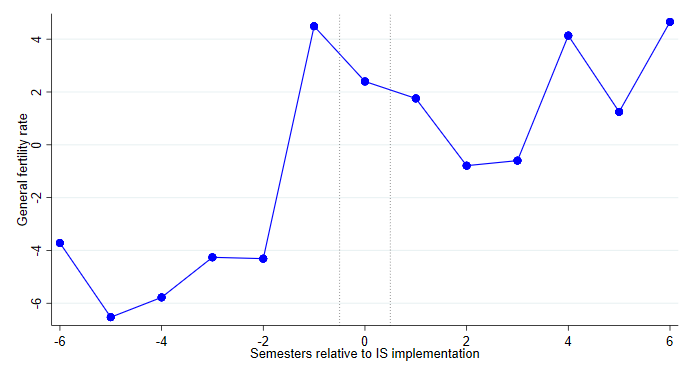 General fertility rate
4
2
0
-2
-4
-6
-6 -4 -2 0 2 4 6
Semesters relative to IS implementation